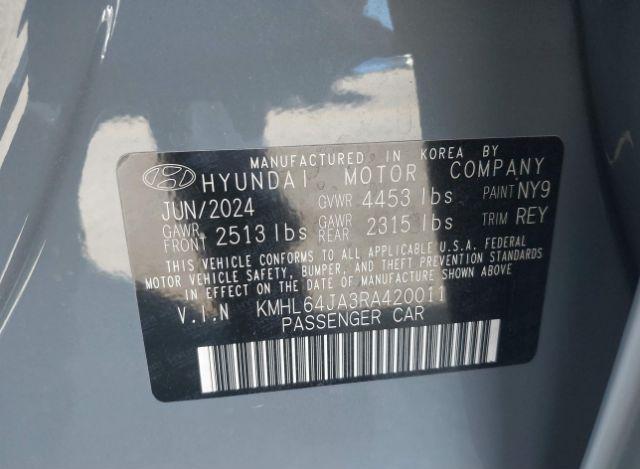 MANUFACTURED IN KOREA BY
HYUNDAI MOTOR COMPANY
JUN/2024 GVWR 4453 lbs PAINT NY9
GAWR FRONT 2513 lbs GAWR REAR 2315 lbs TRIM REY
THIS VEHICLE CONFORMS TO ALL APPLICABLE U.S.A. FEDERAL
MOTOR VEHICLE SAFETY, BUMPER, AND THEFT PREVENTION STANDARDS
IN EFFECT ON THE DATE OF MANUFACTURE SHOWN ABOVE.
V.I.N KMHL64JA3RA420011
PASSENGER CAR